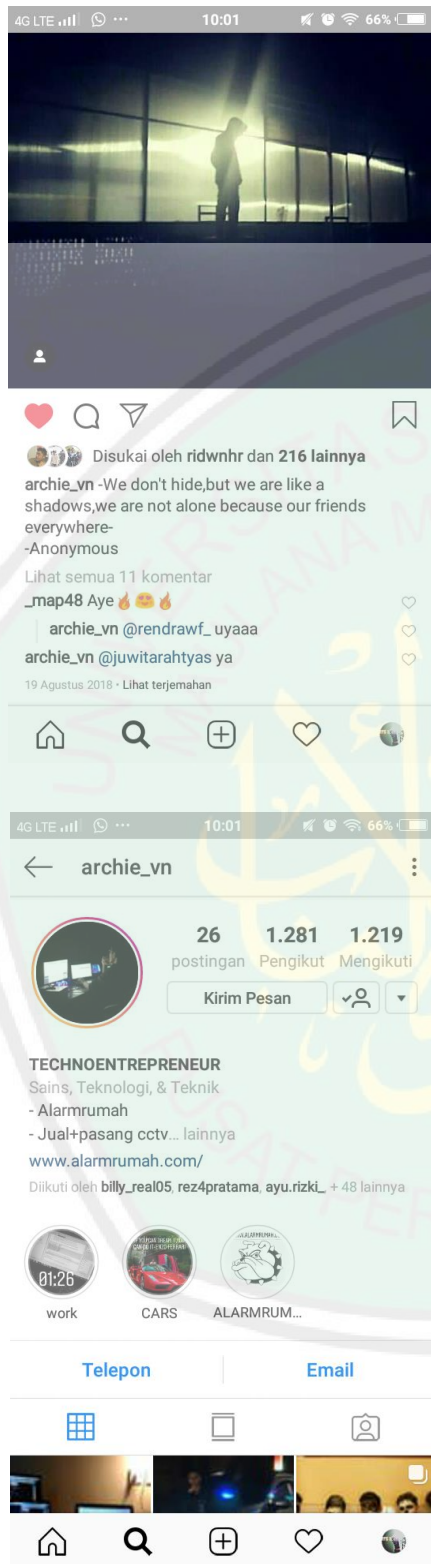 4G LTE ... 10:01 66%
Disukai oleh ridwnhr dan 216 lainnya
archie_vn -We don't hide,but we are like a
shadows,we are not alone because our friends
everywhere-
-Anonymous
Lihat semua 11 komentar
_map48 Aye🔥😍🔥
archie_vn @rendrawf_ uyaaa
archie_vn @juwitarahtyas ya
19 Agustus 2018 • Lihat terjemahan
4G LTE ... 10:01 66%
archie_vn
26 1.281 1.219
postingan Pengikut Mengikuti
Kirim Pesan
TECHNOENTREPRENEUR
Sains, Teknologi, & Teknik
- Alarmrumah
- Jual+pasang cctv... lainnya
www.alarmrumah.com/
Diikuti oleh billy_real05, rez4pratama, ayu.rizki_ + 48 lainnya
01:26
work CARS ALARMRUM...
Telepon Email